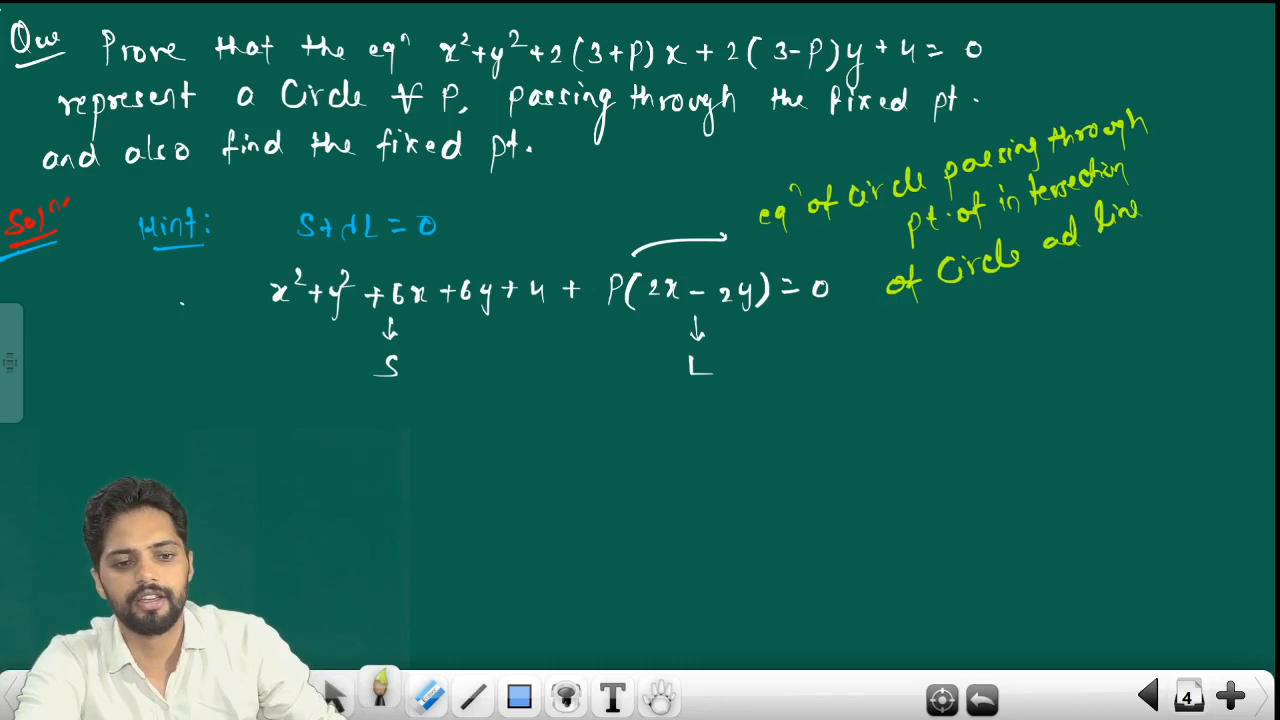 Que Prove that the eqⁿ x²+y²+2(3+P)x+2(3-P)y+4=0
represent a Circle ∀ P, passing through the fixed pt.
and also find the fixed pt.
Solⁿ
Hint: S+λL=0
x²+y²+6x+6y+4+P(2x-2y)=0
S L
eqⁿ of Circle passing through
pt. of intersection
of Circle ad line
T
4